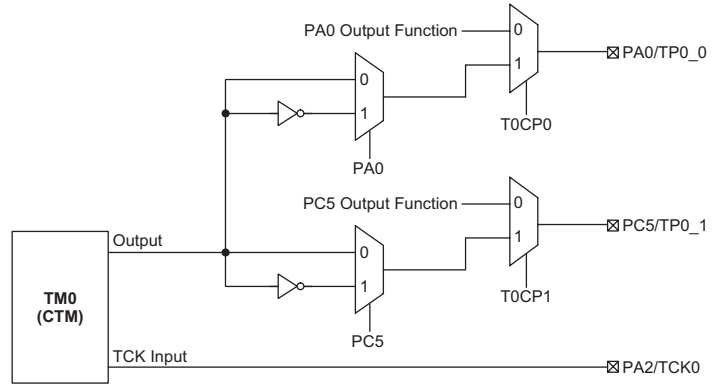 PA0 Output Function
0
1
PA0/TP0_0
T0CP0
0
1
PA0
PC5 Output Function
0
1
PC5/TP0_1
T0CP1
Output
0
1
PC5
TM0
(CTM)
TCK Input
PA2/TCK0